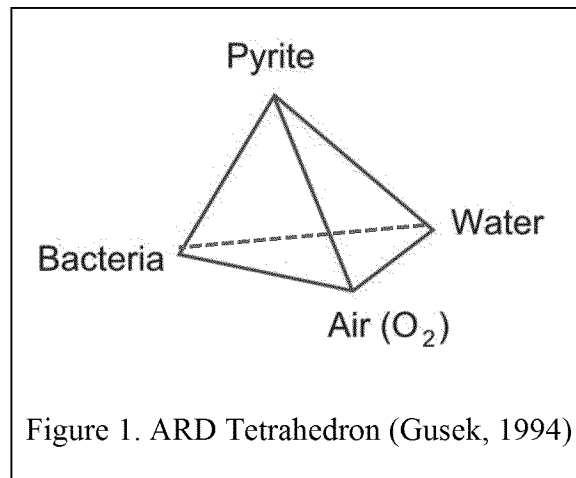 Pyrite
Water
Bacteria
Air (O₂)
Figure 1. ARD Tetrahedron (Gusek, 1994)